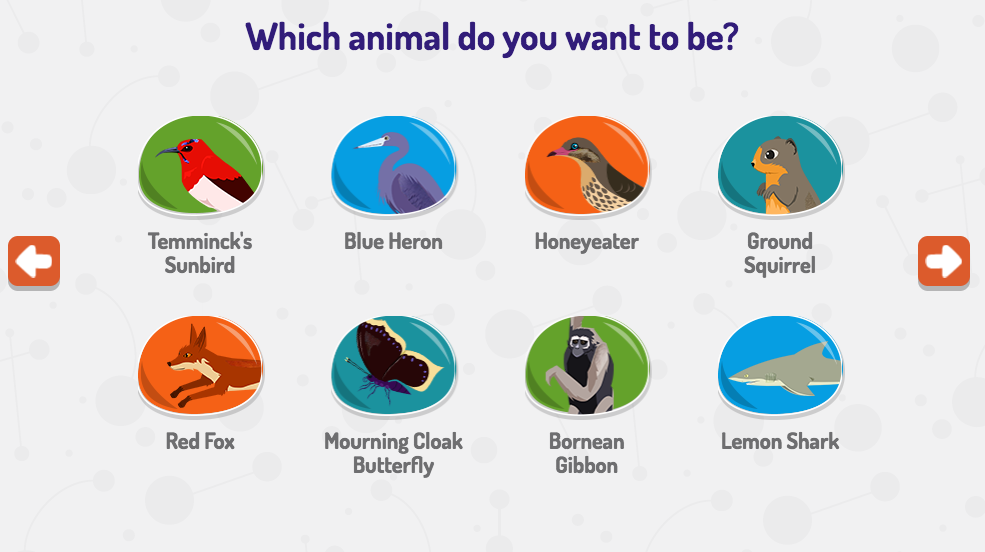 Which animal do you want to be?
Temminck's
Sunbird
Blue Heron
Honeyeater
Ground
Squirrel
Red Fox
Mourning Cloak
Butterfly
Bornean
Gibbon
Lemon Shark